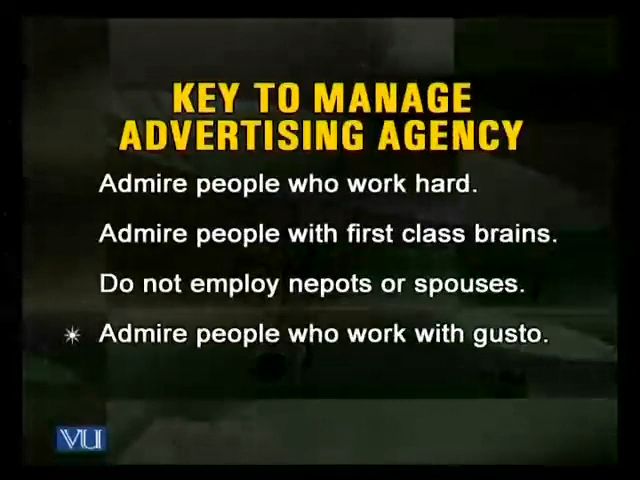 KEY TO MANAGE
ADVERTISING AGENCY
Admire people who work hard.
Admire people with first class brains.
Do not employ nepots or spouses.
Admire people who work with gusto.
VU